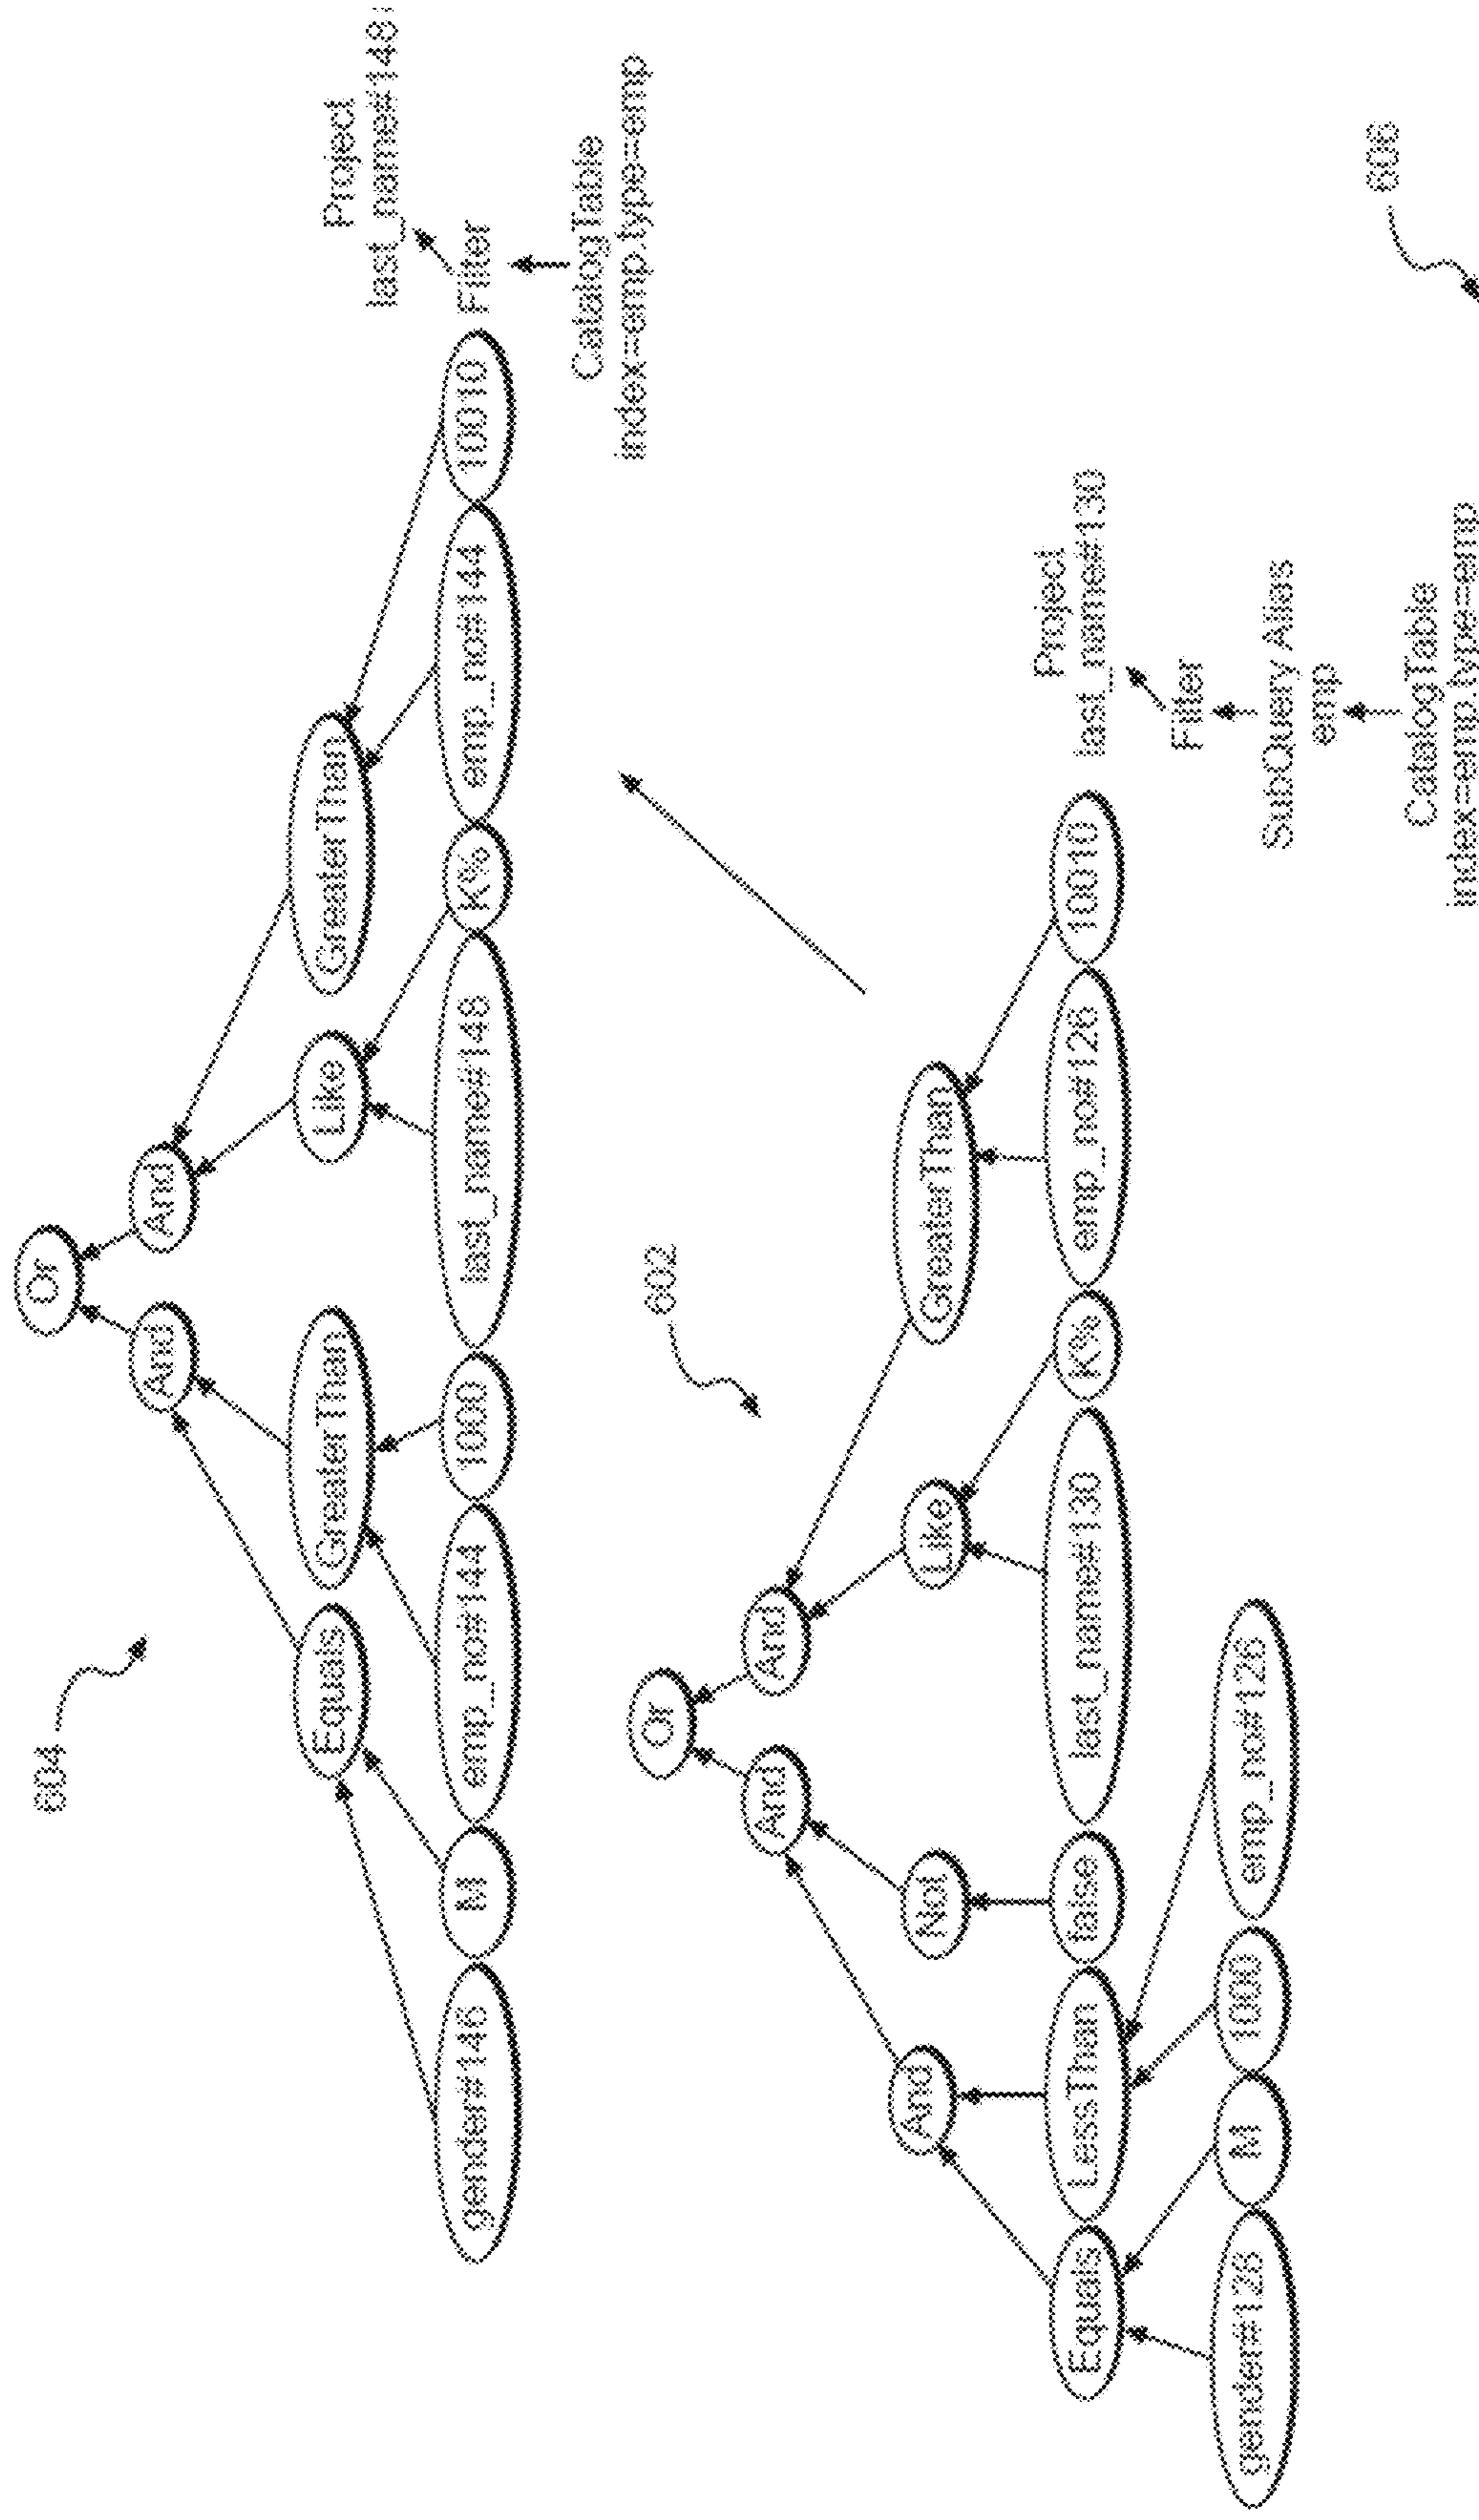 604
Or
And
And
Equals
GreaterThan
Like
GreaterThan
gender#146
M
emp_no#144
1000
last_name#148
K%
emp_no#144
10010
Project
last_name#148
Filter
CatalogTable
index=emp.type=emp
602
Or
And
And
And
Not
Like
GreaterThan
Equals
LessThan
false
last_name#130
K%
emp_no#126
10010
gender#128
M
1000
emp_no#126
Project
last_name#130
Filter
SubQuery Alias
emp
CatalogTable
index=emp.type=emp
606